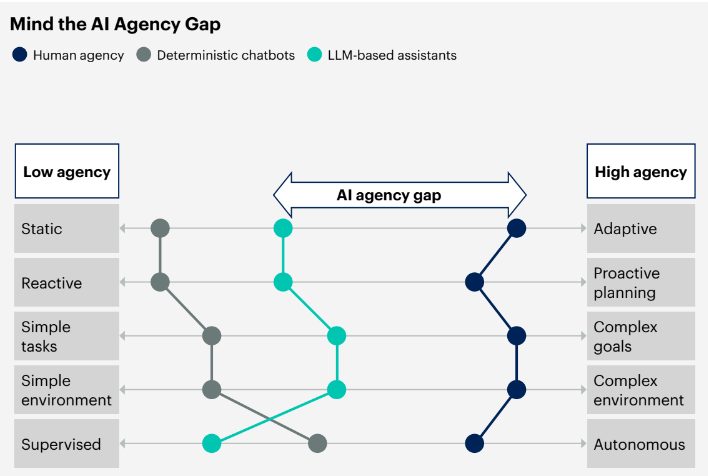 Mind the AI Agency Gap
Human agency
Deterministic chatbots
LLM-based assistants
Low agency
AI agency gap
High agency
Static
Adaptive
Reactive
Proactive
planning
Simple
tasks
Complex
goals
Simple
environment
Complex
environment
Supervised
Autonomous